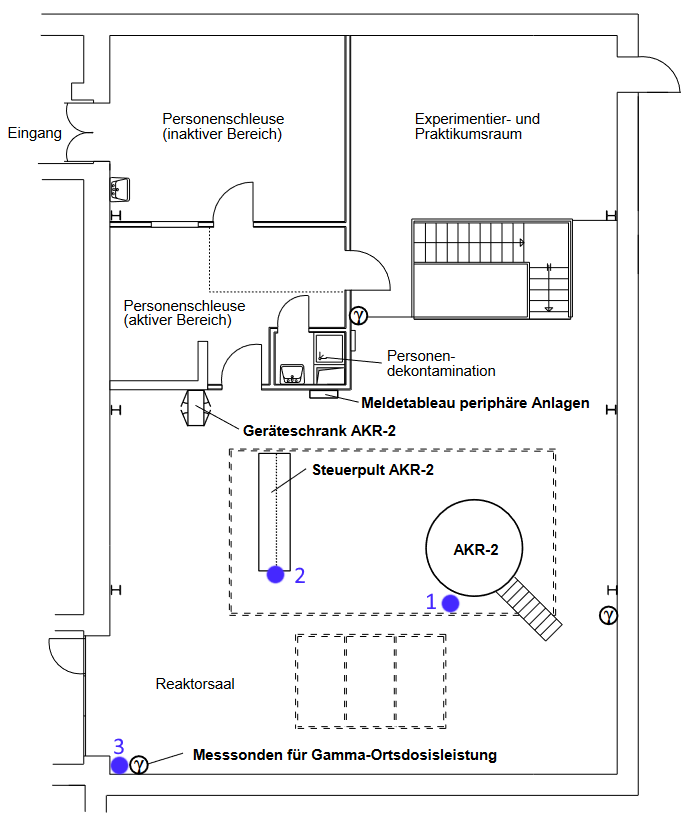 Personenschleuse
(inaktiver Bereich)
Experimentier- und
Praktikumsraum
Eingang
Personenschleuse
(aktiver Bereich)
γ
Personen-
dekontamination
Meldetableau periphäre Anlagen
Geräteschrank AKR-2
Steuerpult AKR-2
AKR-2
2
1
γ
Reaktorsaal
3
γ
Messsonden für Gamma-Ortsdosisleistung